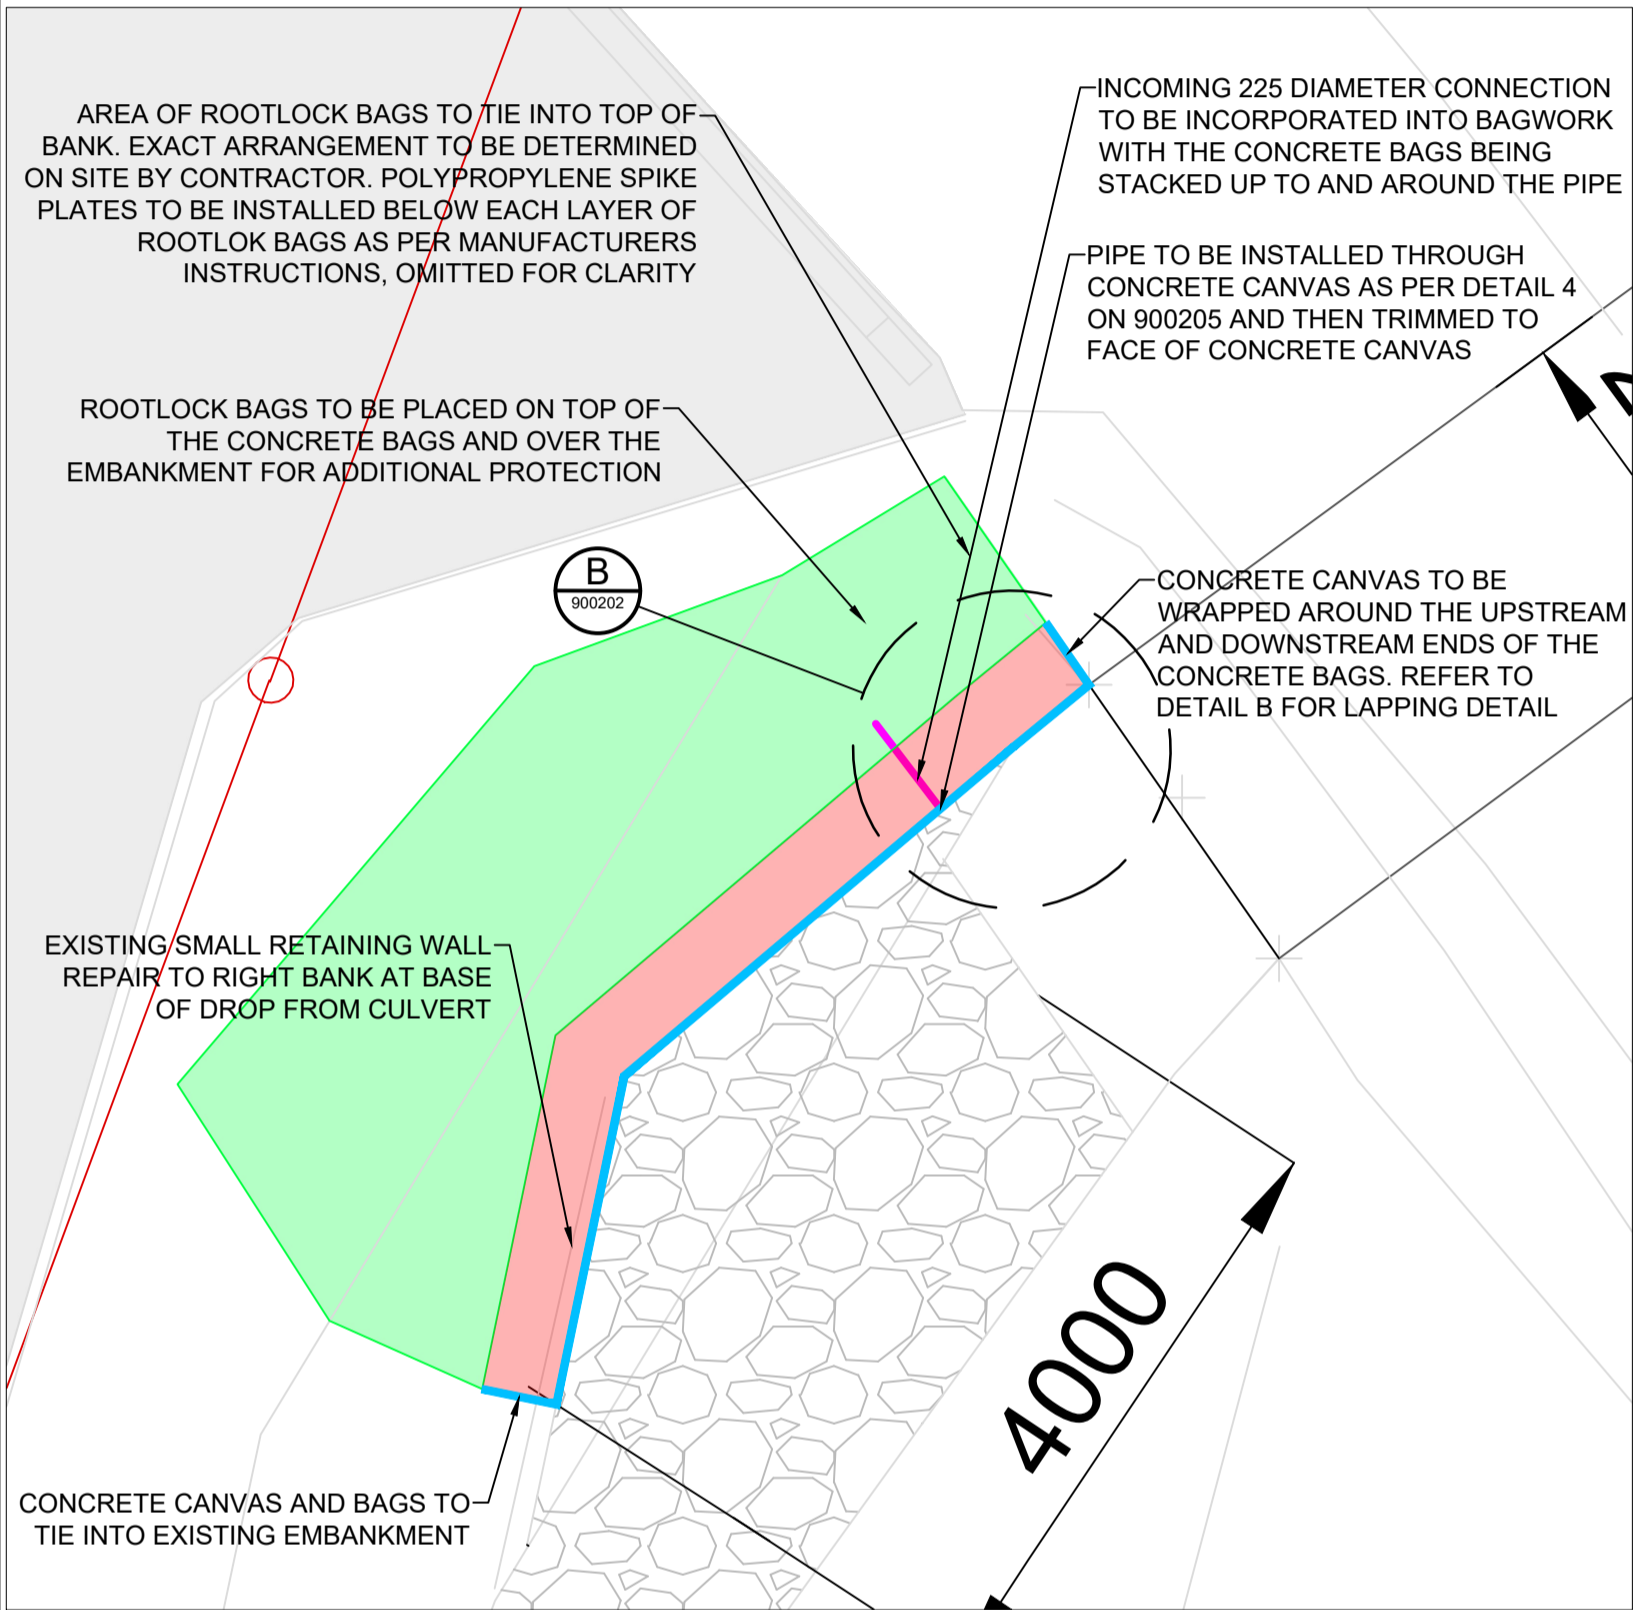 AREA OF ROOTLOCK BAGS TO TIE INTO TOP OF
BANK. EXACT ARRANGEMENT TO BE DETERMINED
ON SITE BY CONTRACTOR. POLYPROPYLENE SPIKE
PLATES TO BE INSTALLED BELOW EACH LAYER OF
ROOTLOK BAGS AS PER MANUFACTURERS
INSTRUCTIONS, OMITTED FOR CLARITY
INCOMING 225 DIAMETER CONNECTION
TO BE INCORPORATED INTO BAGWORK
WITH THE CONCRETE BAGS BEING
STACKED UP TO AND AROUND THE PIPE
PIPE TO BE INSTALLED THROUGH
CONCRETE CANVAS AS PER DETAIL 4
ON 900205 AND THEN TRIMMED TO
FACE OF CONCRETE CANVAS
ROOTLOCK BAGS TO BE PLACED ON TOP OF
THE CONCRETE BAGS AND OVER THE
EMBANKMENT FOR ADDITIONAL PROTECTION
B
900202
CONCRETE CANVAS TO BE
WRAPPED AROUND THE UPSTREAM
AND DOWNSTREAM ENDS OF THE
CONCRETE BAGS. REFER TO
DETAIL B FOR LAPPING DETAIL
EXISTING SMALL RETAINING WALL
REPAIR TO RIGHT BANK AT BASE
OF DROP FROM CULVERT
4000
CONCRETE CANVAS AND BAGS TO
TIE INTO EXISTING EMBANKMENT